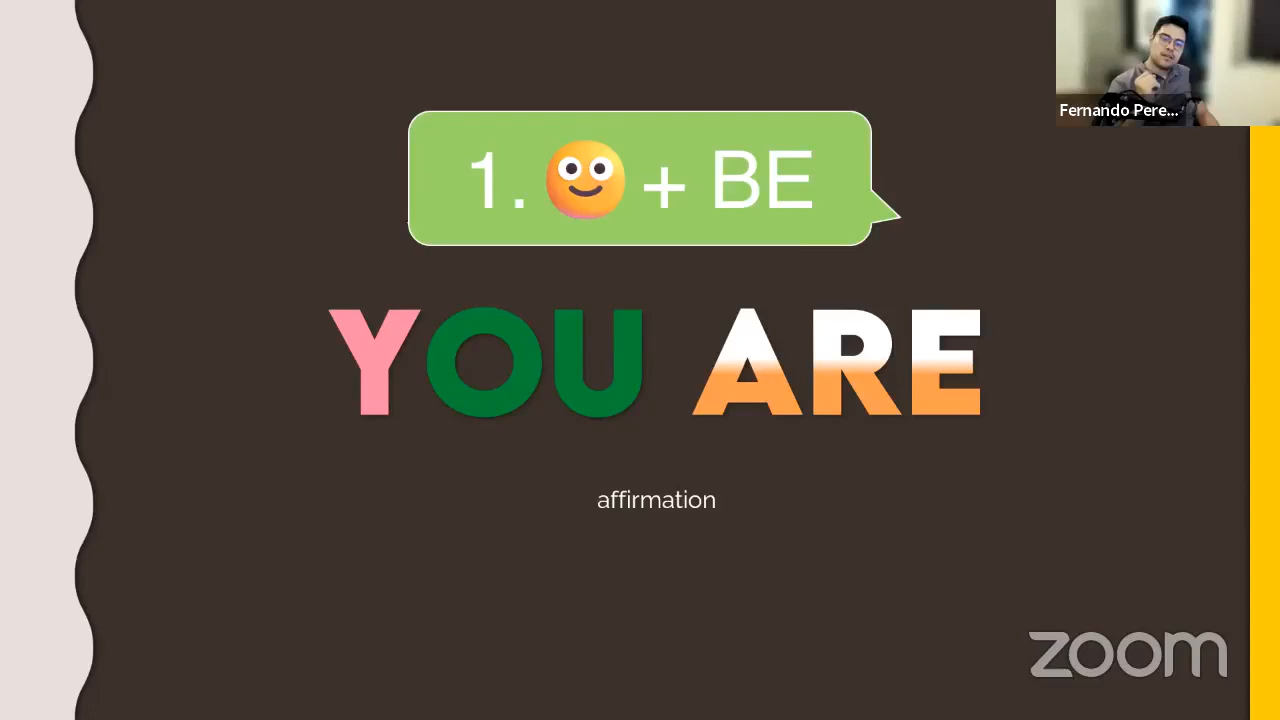 Fernando Pere...
1. 🙂 + BE
YOU ARE
affirmation
zoom